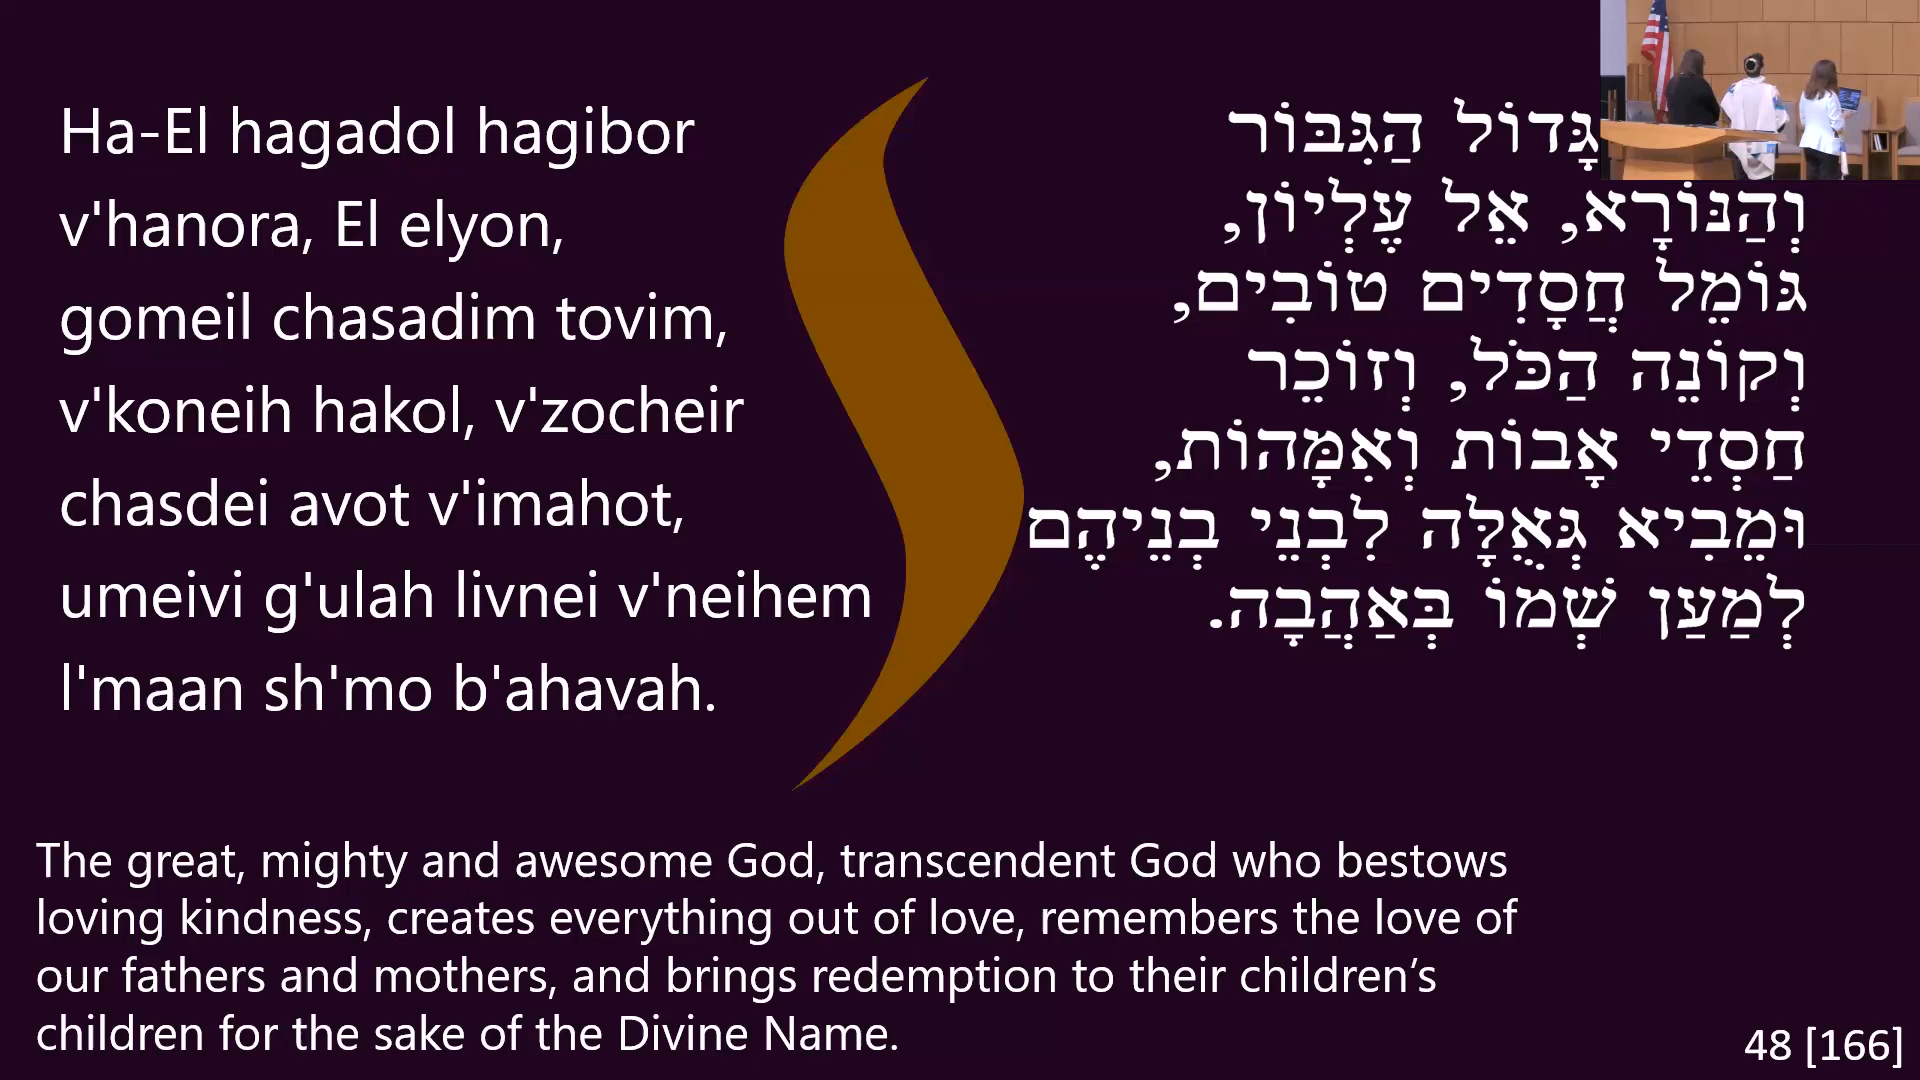 Ha-El hagadol hagibor
v'hanora, El elyon,
gomeil chasadim tovim,
v'koneih hakol, v'zocheir
chasdei avot v'imahot,
umeivi g'ulah livnei v'neihem
l'maan sh'mo b'ahavah.
גָּדוֹל הַגִּבּוֹר
וְהַנּוֹרָא, אֵל עֶלְיוֹן,
גּוֹמֵל חֲסָדִים טוֹבִים,
וְקוֹנֵה הַכֹּל, וְזוֹכֵר
חַסְדֵי אָבוֹת וְאִמָּהוֹת,
וּמֵבִיא גְּאֻלָּה לִבְנֵי בְנֵיהֶם
לְמַעַן שְׁמוֹ בְּאַהֲבָה.
The great, mighty and awesome God, transcendent God who bestows
loving kindness, creates everything out of love, remembers the love of
our fathers and mothers, and brings redemption to their children’s
children for the sake of the Divine Name.
48 [166]